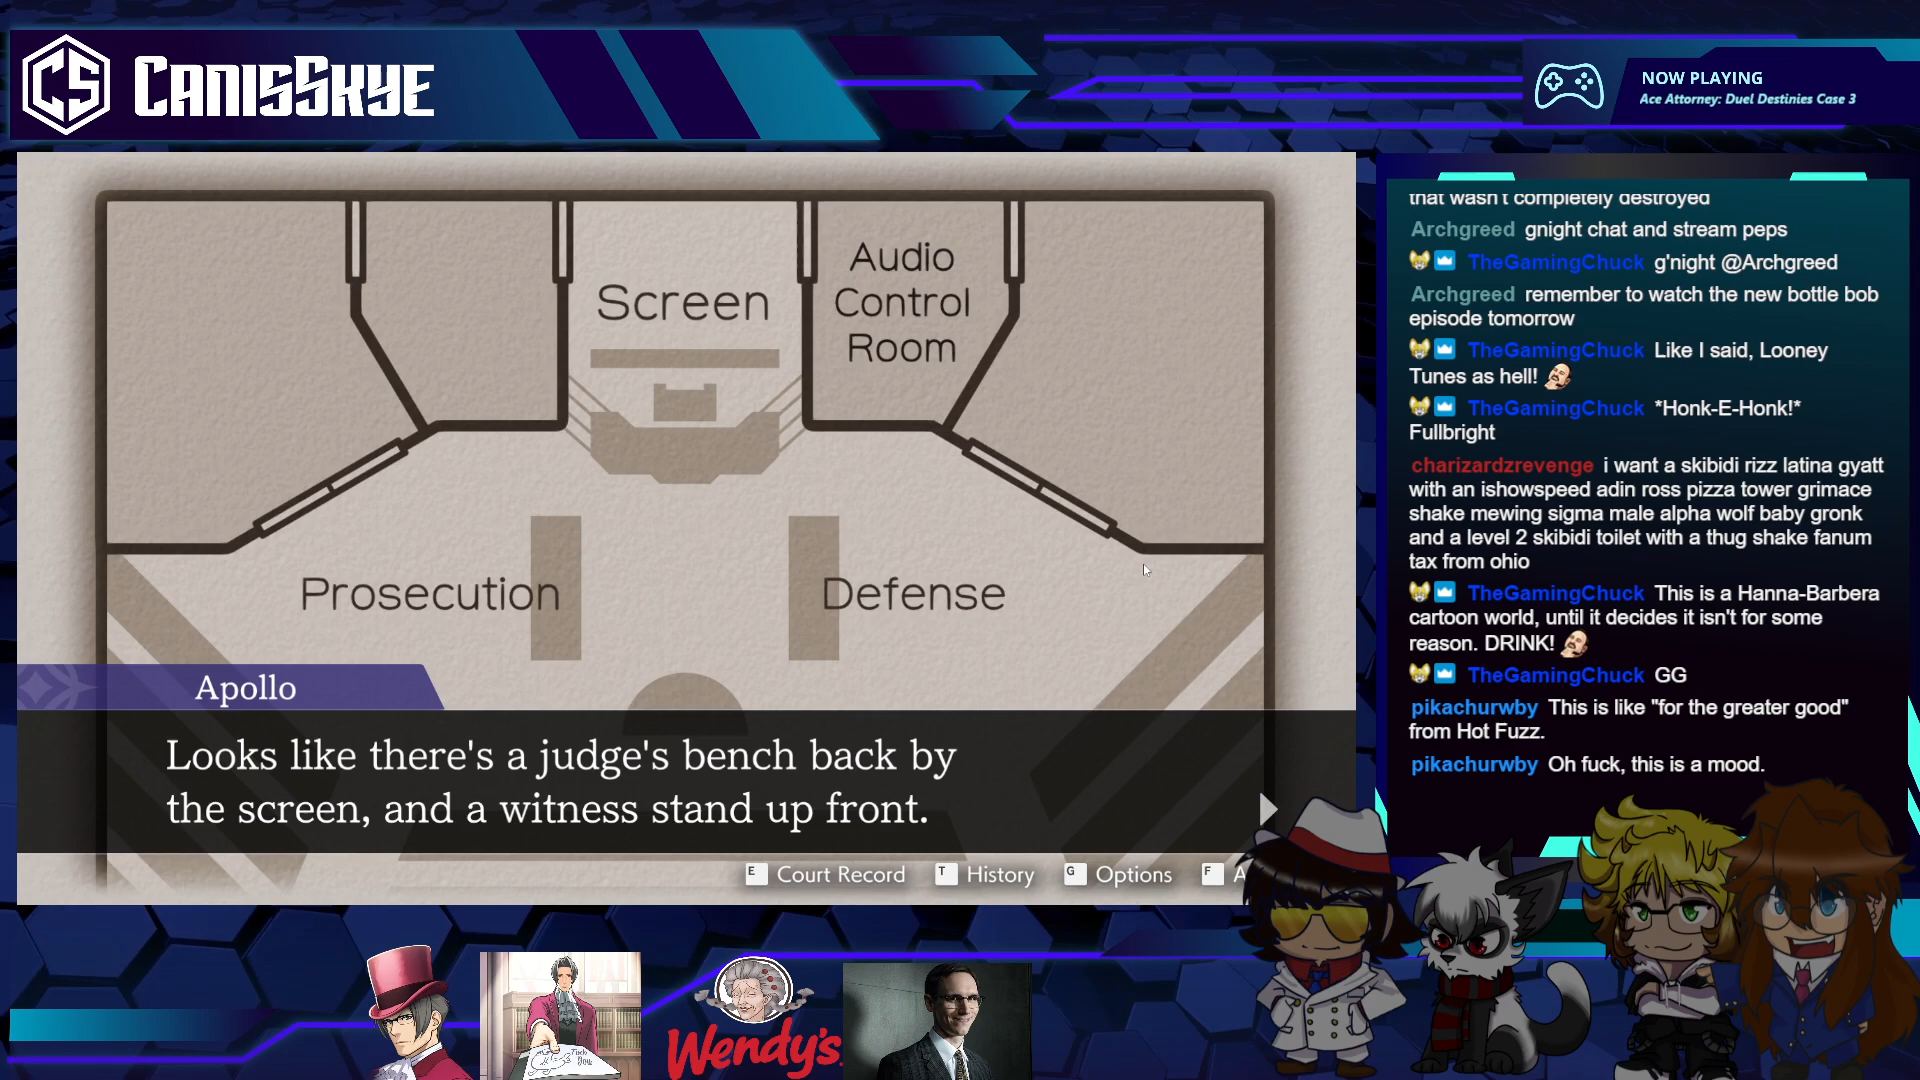 CS CANISSKYE
NOW PLAYING
Ace Attorney: Duel Destinies Case 3
Screen
Audio
Control
Room
Prosecution
Defense
Apollo
Looks like there's a judge's bench back by
the screen, and a witness stand up front.
E Court Record T History G Options F A
that wasn't completely destroyed
Archgreed gnight chat and stream peps
TheGamingChuck g'night @Archgreed
Archgreed remember to watch the new bottle bob
episode tomorrow
TheGamingChuck Like I said, Looney
Tunes as hell!
TheGamingChuck *Honk-E-Honk!*
Fullbright
charizardzrevenge i want a skibidi rizz latina gyatt
with an ishowspeed adin ross pizza tower grimace
shake mewing sigma male alpha wolf baby gronk
and a level 2 skibidi toilet with a thug shake fanum
tax from ohio
TheGamingChuck This is a Hanna-Barbera
cartoon world, until it decides it isn't for some
reason. DRINK!
TheGamingChuck GG
pikachurwby This is like "for the greater good"
from Hot Fuzz.
pikachurwby Oh fuck, this is a mood.
Fuck
You
Wendy's